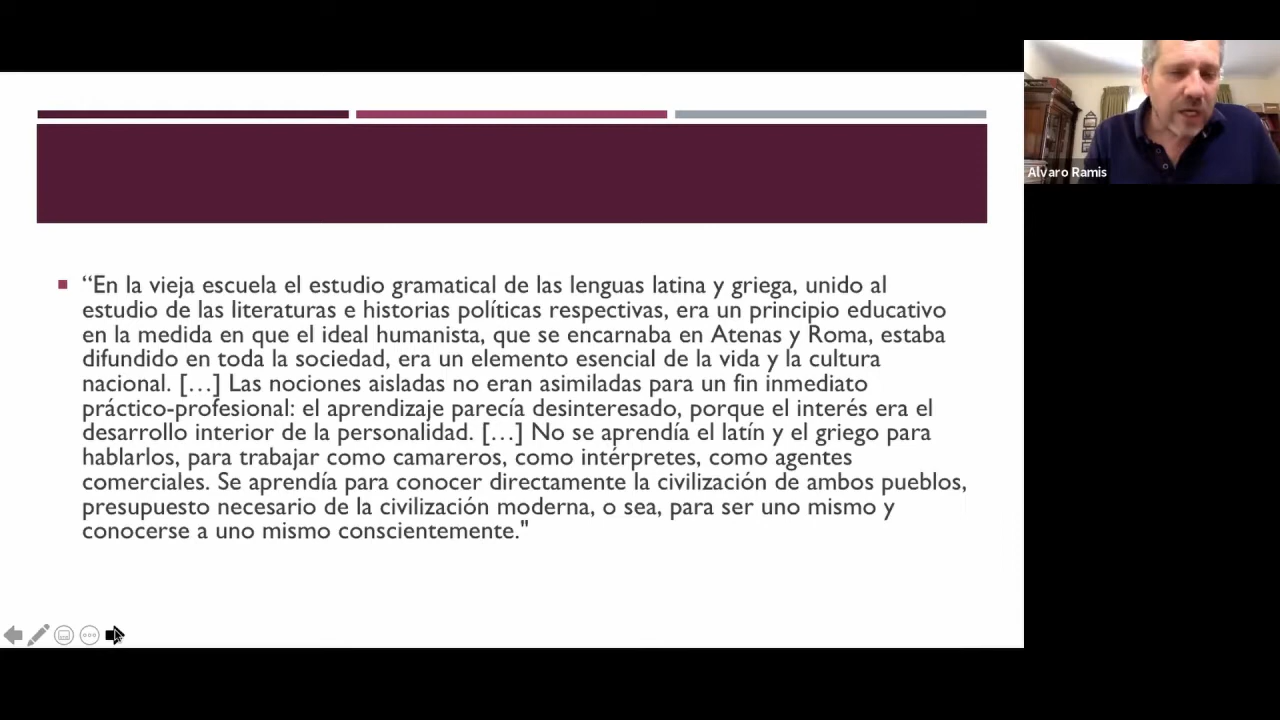 “En la vieja escuela el estudio gramatical de las lenguas latina y griega, unido al
estudio de las literaturas e historias políticas respectivas, era un principio educativo
en la medida en que el ideal humanista, que se encarnaba en Atenas y Roma, estaba
difundido en toda la sociedad, era un elemento esencial de la vida y la cultura
nacional. […] Las nociones aisladas no eran asimiladas para un fin inmediato
práctico-profesional: el aprendizaje parecía desinteresado, porque el interés era el
desarrollo interior de la personalidad. […] No se aprendía el latín y el griego para
hablarlos, para trabajar como camareros, como intérpretes, como agentes
comerciales. Se aprendía para conocer directamente la civilización de ambos pueblos,
presupuesto necesario de la civilización moderna, o sea, para ser uno mismo y
conocerse a uno mismo conscientemente."
Alvaro Ramis